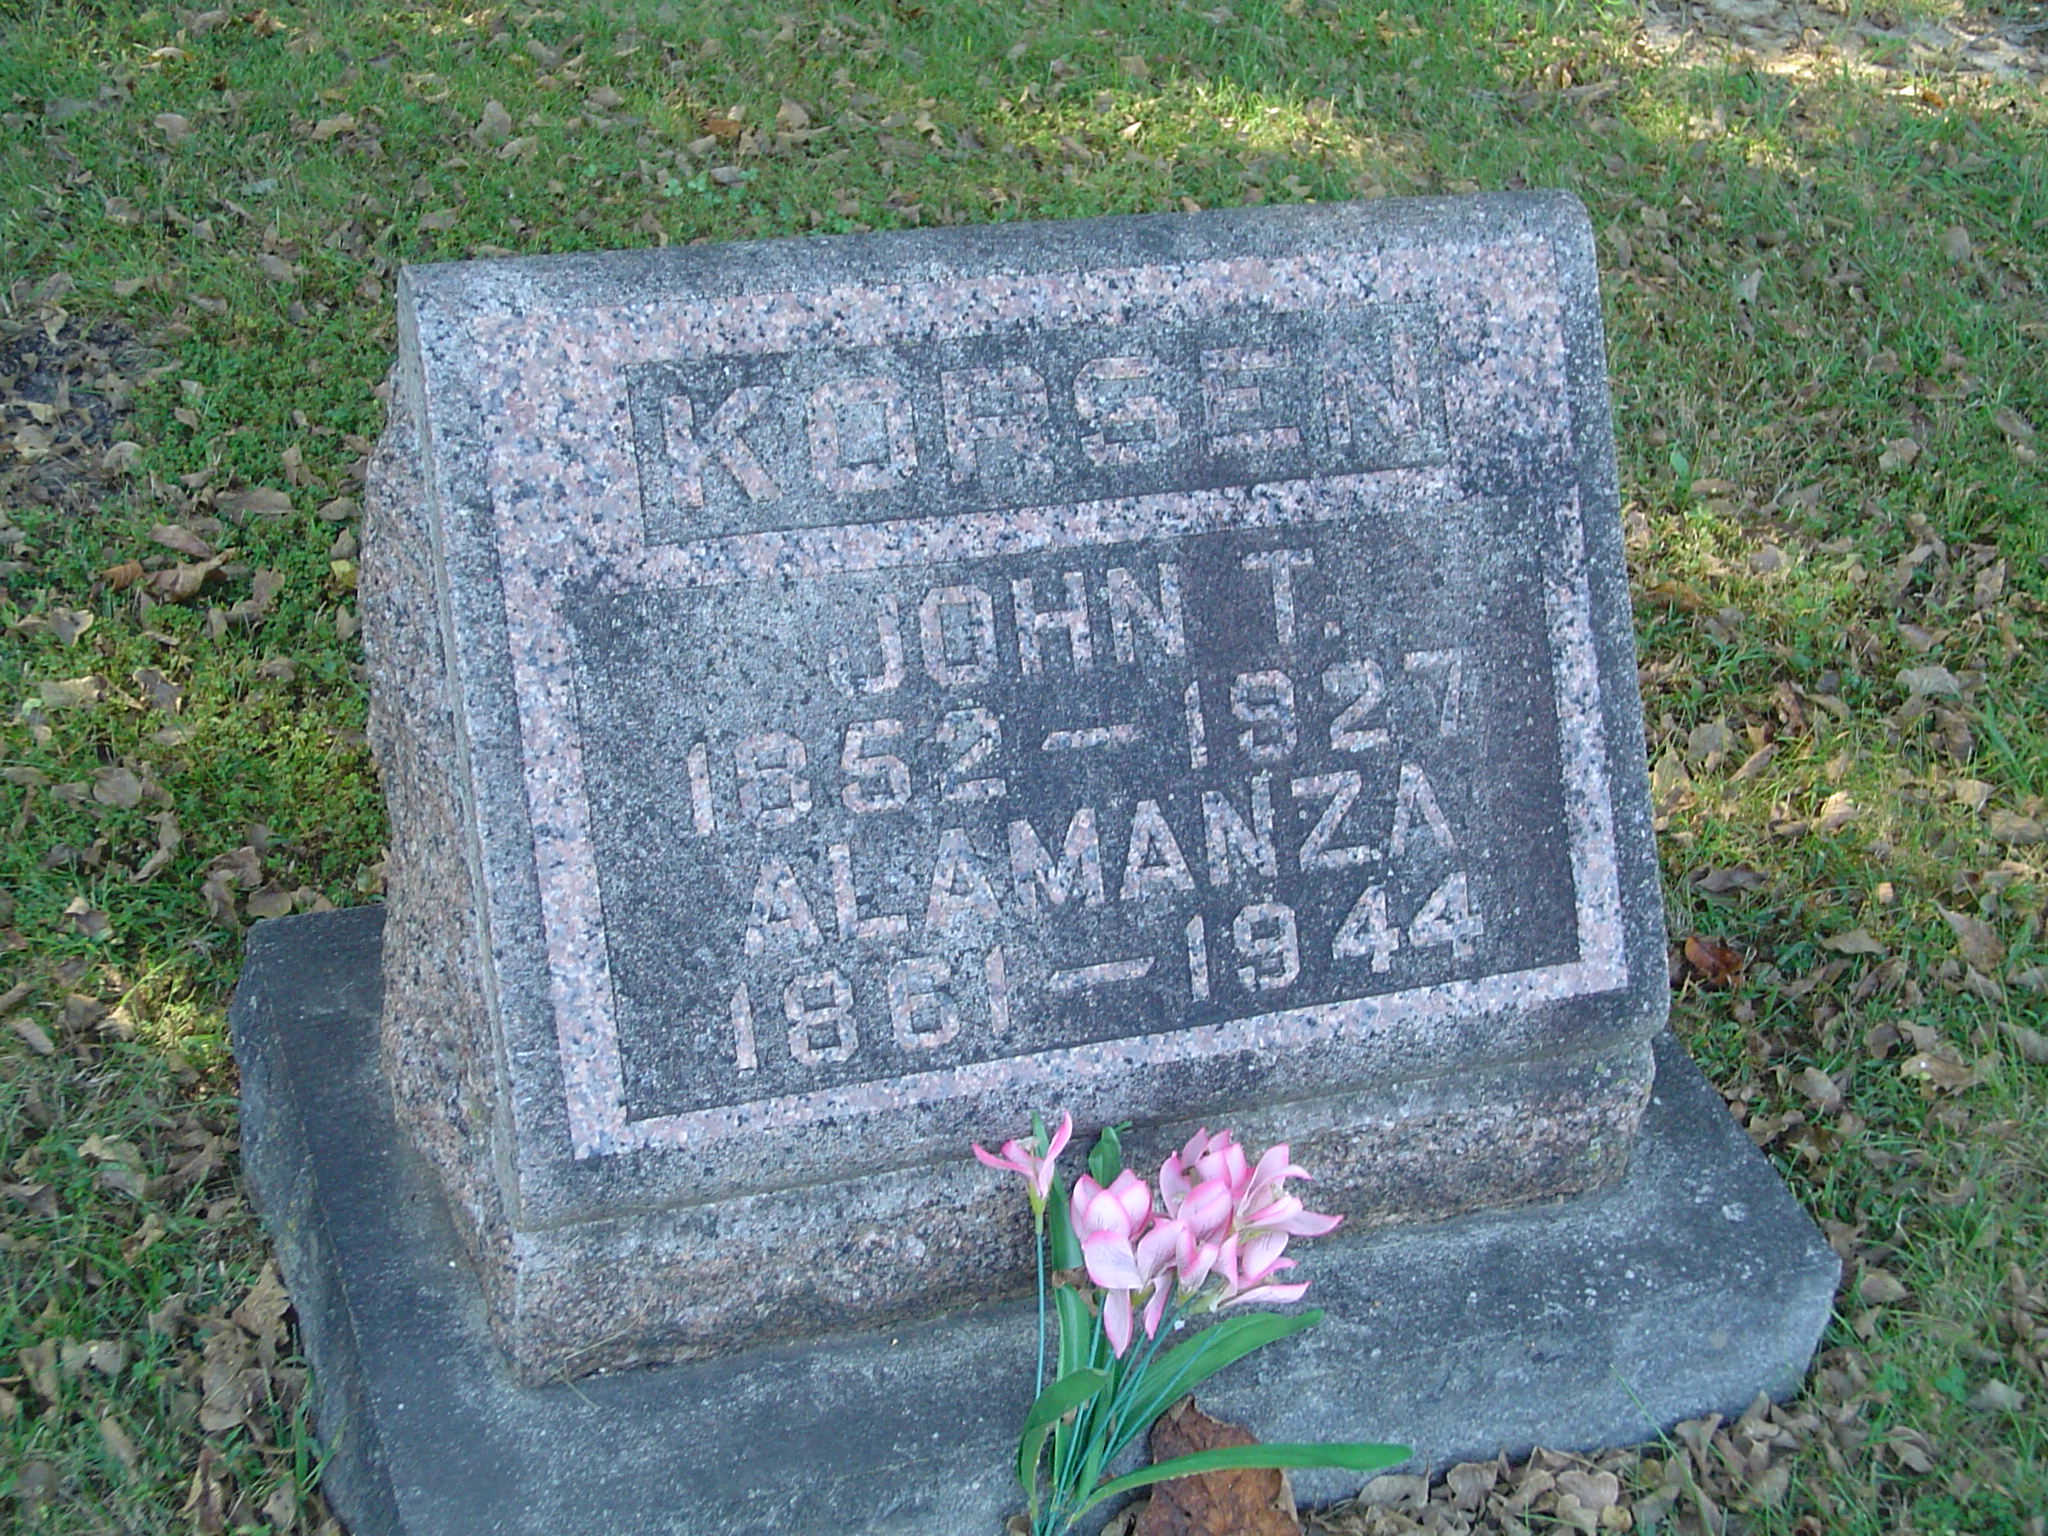 KORSEN
JOHN T.
1852 — 1927
ALAMANZA
1861 — 1944